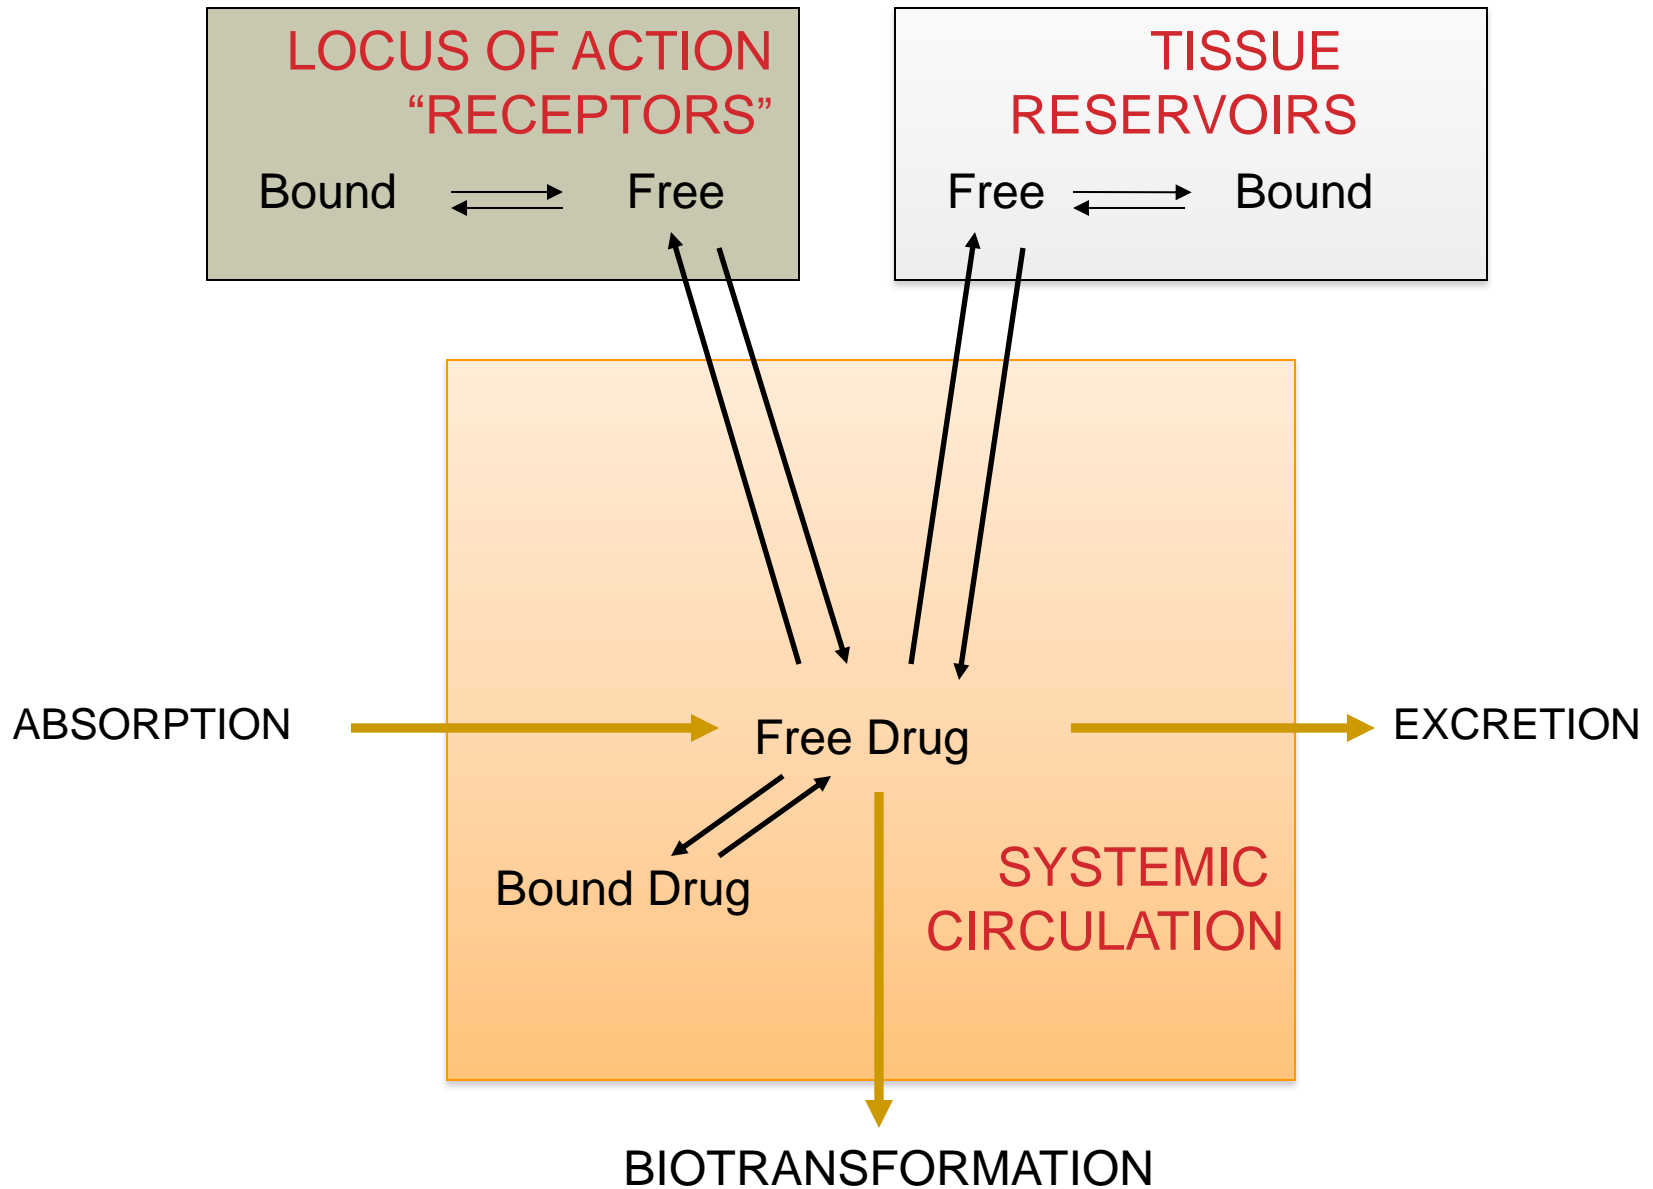 LOCUS OF ACTION
“RECEPTORS”
Bound Free
TISSUE
RESERVOIRS
Free Bound
ABSORPTION
Free Drug
EXCRETION
Bound Drug
SYSTEMIC
CIRCULATION
BIOTRANSFORMATION